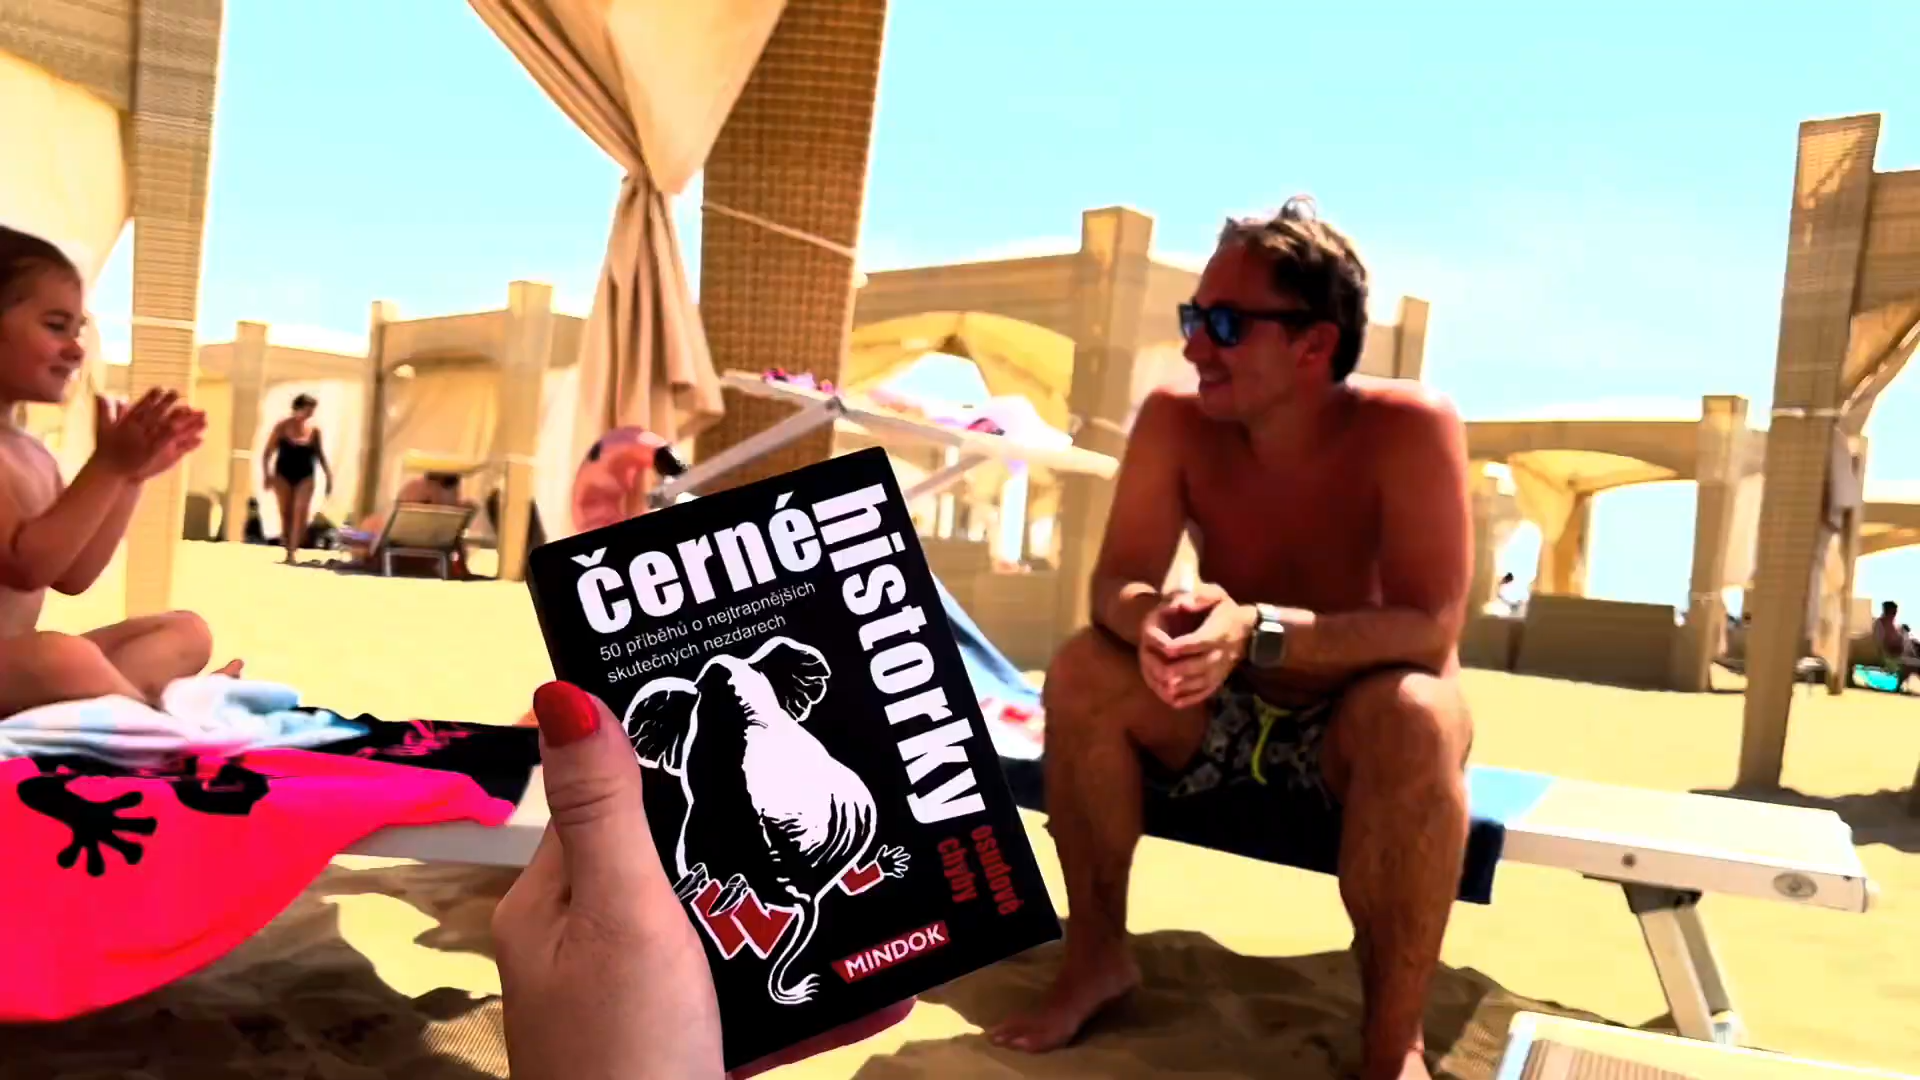 černé
historky
50 příběhů o nejtrapnějších
skutečných nezdarech
osudové
chyby
MINDOK